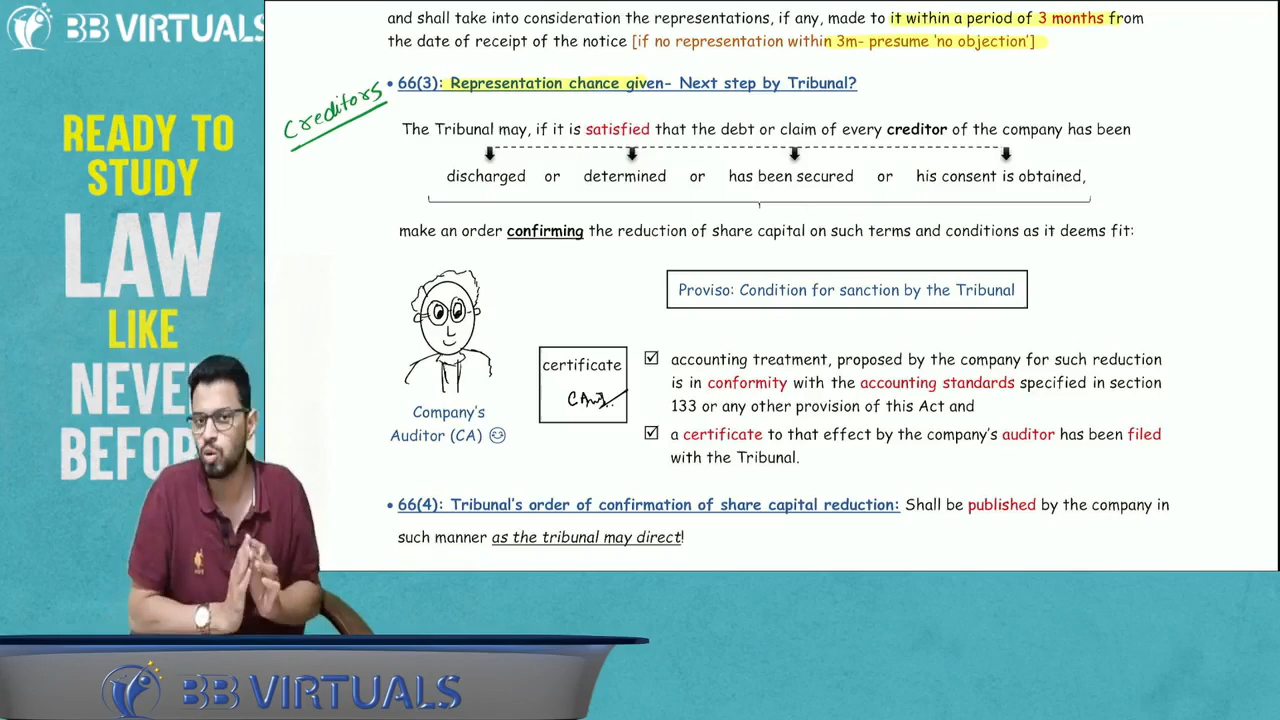 BB VIRTUALS
READY TO
STUDY
LAW
LIKE
NEVER
BEFOR
and shall take into consideration the representations, if any, made to it within a period of 3 months from
the date of receipt of the notice [if no representation within 3m- presume 'no objection']
• 66(3): Representation chance given- Next step by Tribunal?
Creditors
The Tribunal may, if it is satisfied that the debt or claim of every creditor of the company has been
discharged or determined or has been secured or his consent is obtained,
make an order confirming the reduction of share capital on such terms and conditions as it deems fit:
Proviso: Condition for sanction by the Tribunal
certificate
Company's
Auditor (CA)
☑ accounting treatment, proposed by the company for such reduction
is in conformity with the accounting standards specified in section
133 or any other provision of this Act and
☑ a certificate to that effect by the company's auditor has been filed
with the Tribunal.
• 66(4): Tribunal's order of confirmation of share capital reduction: Shall be published by the company in
such manner as the tribunal may direct!
BB VIRTUALS